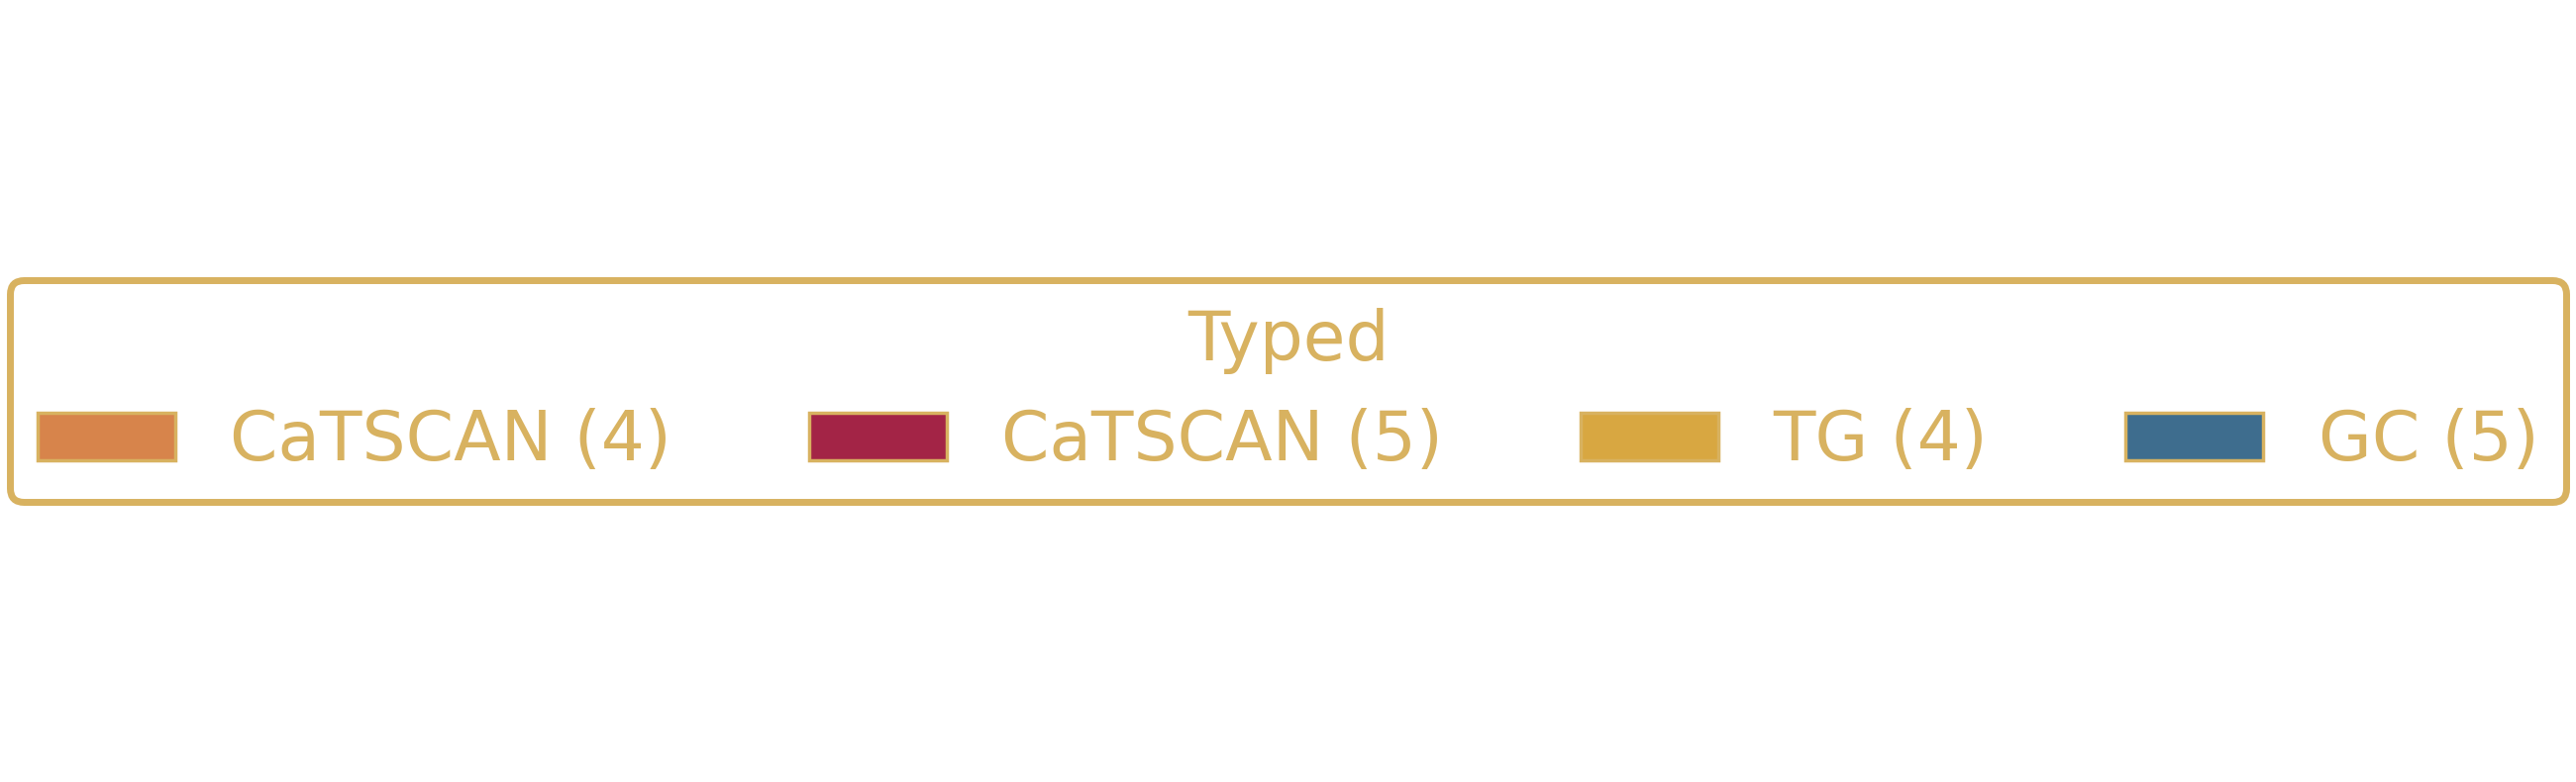 Typed
CaTSCAN (4) CaTSCAN (5) TG (4) GC (5)